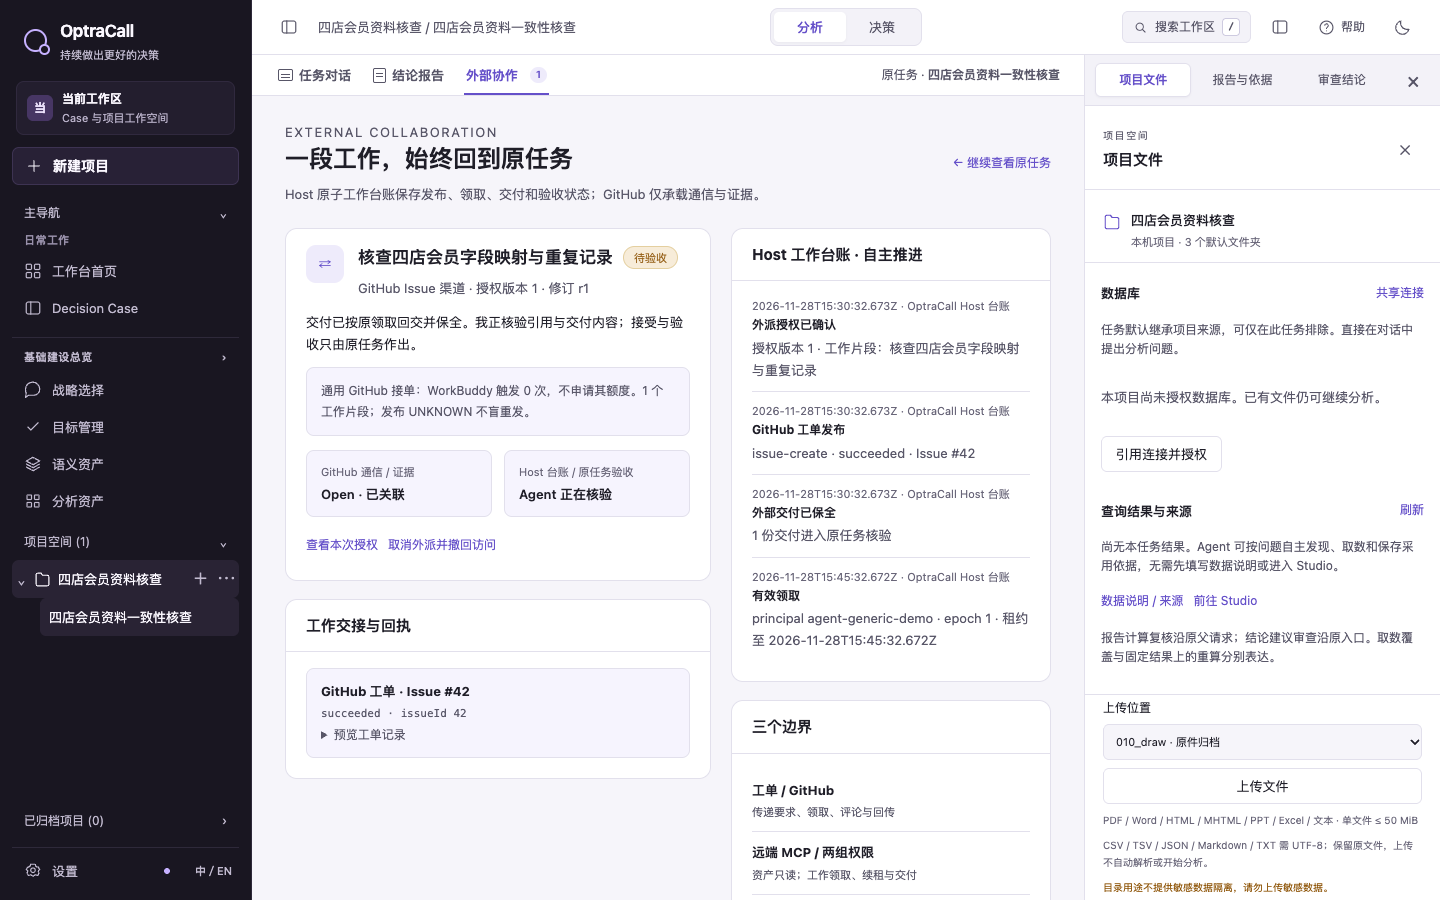 OptraCall
持续做出更好的决策
当
当前工作区
Case 与项目工作空间
新建项目
主导航
日常工作
工作台首页
Decision Case
基础建设总览
战略选择
目标管理
语义资产
分析资产
项目空间 (1)
四店会员资料核查
四店会员资料一致性核查
已归档项目 (0)
设置
中 / EN
四店会员资料核查 / 四店会员资料一致性核查
分析
决策
搜索工作区 /
帮助
任务对话
结论报告
外部协作 1
原任务 · 四店会员资料一致性核查
EXTERNAL COLLABORATION
一段工作，始终回到原任务
← 继续查看原任务
Host 原子工作台账保存发布、领取、交付和验收状态；GitHub 仅承载通信与证据。
核查四店会员字段映射与重复记录
待验收
GitHub Issue 渠道 · 授权版本 1 · 修订 r1
交付已按原领取回交并保全。我正核验引用与交付内容；接受与验
收只由原任务作出。
通用 GitHub 接单：WorkBuddy 触发 0 次，不申请其额度。1 个
工作片段；发布 UNKNOWN 不盲重发。
GitHub 通信 / 证据
Open · 已关联
Host 台账 / 原任务验收
Agent 正在核验
查看本次授权
取消外派并撤回访问
工作交接与回执
GitHub 工单 · Issue #42
succeeded · issueId 42
▶ 预览工单记录
Host 工作台账 · 自主推进
2026-11-28T15:30:32.673Z · OptraCall Host 台账
外派授权已确认
授权版本 1 · 工作片段：核查四店会员字段映射
与重复记录
2026-11-28T15:30:32.673Z · OptraCall Host 台账
GitHub 工单发布
issue-create · succeeded · Issue #42
2026-11-28T15:30:32.673Z · OptraCall Host 台账
外部交付已保全
1 份交付进入原任务核验
2026-11-28T15:45:32.672Z · OptraCall Host 台账
有效领取
principal agent-generic-demo · epoch 1 · 租约
至 2026-11-28T15:45:32.672Z
三个边界
工单 / GitHub
传递要求、领取、评论与回传
远端 MCP / 两组权限
资产只读；工作领取、续租与交付
项目文件
报告与依据
审查结论
项目空间
项目文件
四店会员资料核查
本机项目 · 3 个默认文件夹
数据库
共享连接
任务默认继承项目来源，可仅在此任务排除。直接在对话中
提出分析问题。
本项目尚未授权数据库。已有文件仍可继续分析。
引用连接并授权
查询结果与来源
刷新
尚无本任务结果。Agent 可按问题自主发现、取数和保存采
用依据，无需先填写数据说明或进入 Studio。
数据说明 / 来源
前往 Studio
报告计算复核沿原父请求；结论建议审查沿原入口。取数覆
盖与固定结果上的重算分别表达。
上传位置
010_draw · 原件归档
上传文件
PDF / Word / HTML / MHTML / PPT / Excel / 文本 · 单文件 ≤ 50 MiB
CSV / TSV / JSON / Markdown / TXT 需 UTF-8；保留原文件，上传
不自动解析或开始分析。
目录用途不提供敏感数据隔离，请勿上传敏感数据。